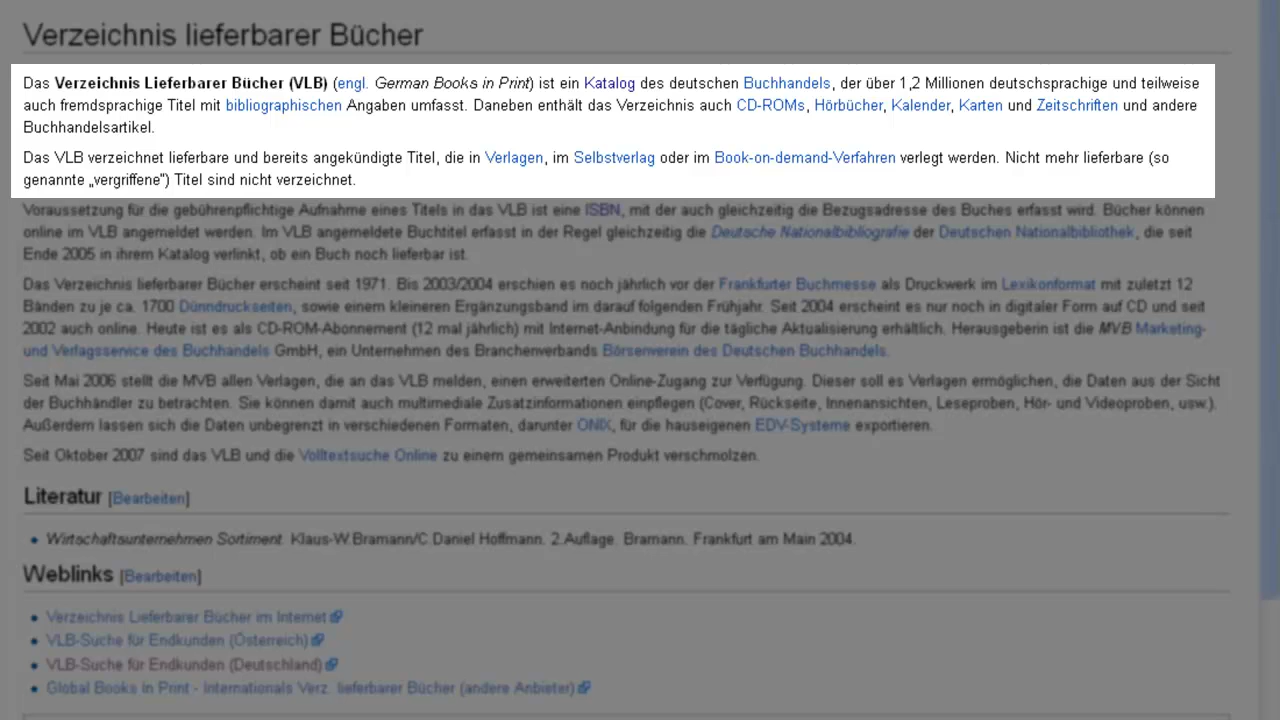 Verzeichnis lieferbarer Bücher
Das Verzeichnis Lieferbarer Bücher (VLB) (engl. German Books in Print) ist ein Katalog des deutschen Buchhandels, der über 1,2 Millionen deutschsprachige und teilweise
auch fremdsprachige Titel mit bibliographischen Angaben umfasst. Daneben enthält das Verzeichnis auch CD-ROMs, Hörbücher, Kalender, Karten und Zeitschriften und andere
Buchhandelsartikel.
Das VLB verzeichnet lieferbare und bereits angekündigte Titel, die in Verlagen, im Selbstverlag oder im Book-on-demand-Verfahren verlegt werden. Nicht mehr lieferbare (so
genannte „vergriffene") Titel sind nicht verzeichnet.
Voraussetzung für die gebührenpflichtige Aufnahme eines Titels in das VLB ist eine ISBN, mit der auch gleichzeitig die Bezugsadresse des Buches erfasst wird. Bücher können
online im VLB angemeldet werden. Im VLB angemeldete Buchtitel erfasst in der Regel gleichzeitig die Deutsche Nationalbibliografie der Deutschen Nationalbibliothek, die seit
Ende 2005 in ihrem Katalog verlinkt, ob ein Buch noch lieferbar ist.
Das Verzeichnis lieferbarer Bücher erscheint seit 1971. Bis 2003/2004 erschien es noch jährlich vor der Frankfurter Buchmesse als Druckwerk im Lexikonformat mit zuletzt 12
Bänden zu je ca. 1700 Dünndruckseiten, sowie einem kleineren Ergänzungsband im darauf folgenden Frühjahr. Seit 2004 erscheint es nur noch in digitaler Form auf CD und seit
2002 auch online. Heute ist es als CD-ROM-Abonnement (12 mal jährlich) mit Internet-Anbindung für die tägliche Aktualisierung erhältlich. Herausgeberin ist die MVB Marketing-
und Verlagsservice des Buchhandels GmbH, ein Unternehmen des Branchenverbands Börsenverein des Deutschen Buchhandels.
Seit Mai 2006 stellt die MVB allen Verlagen, die an das VLB melden, einen erweiterten Online-Zugang zur Verfügung. Dieser soll es Verlagen ermöglichen, die Daten aus der Sicht
der Buchhändler zu betrachten. Sie können damit auch multimediale Zusatzinformationen einpflegen (Cover, Rückseite, Innenansichten, Leseproben, Hör- und Videoproben, usw.).
Außerdem lassen sich die Daten unbegrenzt in verschiedenen Formaten, darunter ONIX, für die hauseigenen EDV-Systeme exportieren.
Seit Oktober 2007 sind das VLB und die Volltextsuche Online zu einem gemeinsamen Produkt verschmolzen.
Literatur [Bearbeiten]
Wirtschaftsunternehmen Sortiment. Klaus-W.Bramann/C.Daniel Hoffmann. 2.Auflage. Bramann. Frankfurt am Main 2004.
Weblinks [Bearbeiten]
Verzeichnis Lieferbarer Bücher im Internet
VLB-Suche für Endkunden (Österreich)
VLB-Suche für Endkunden (Deutschland)
Global Books In Print - Internationals Verz. lieferbarer Bücher (andere Anbieter)